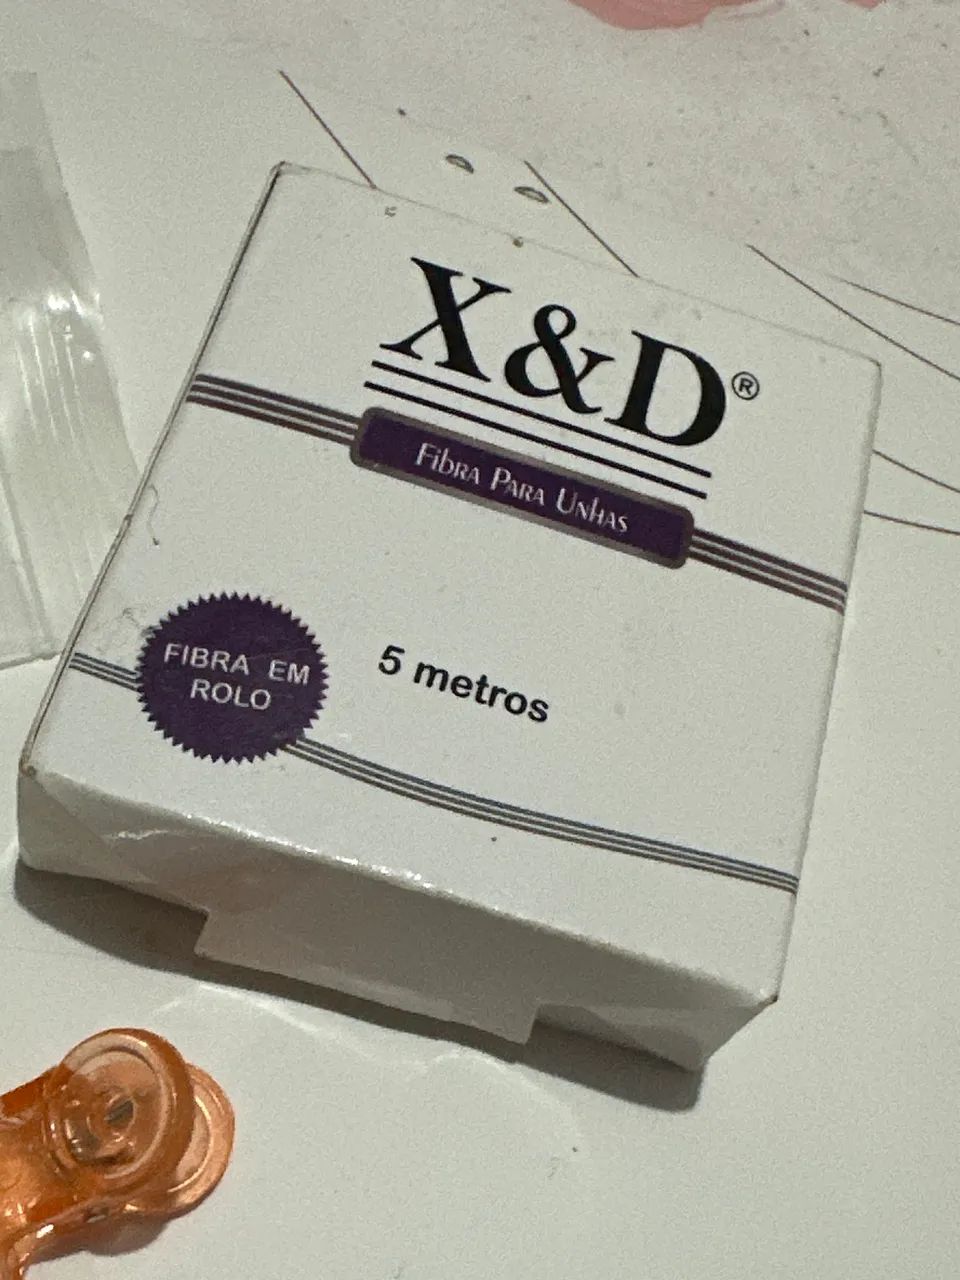 X&D®
Fibra Para Unhas
FIBRA EM
ROLO
5 metros